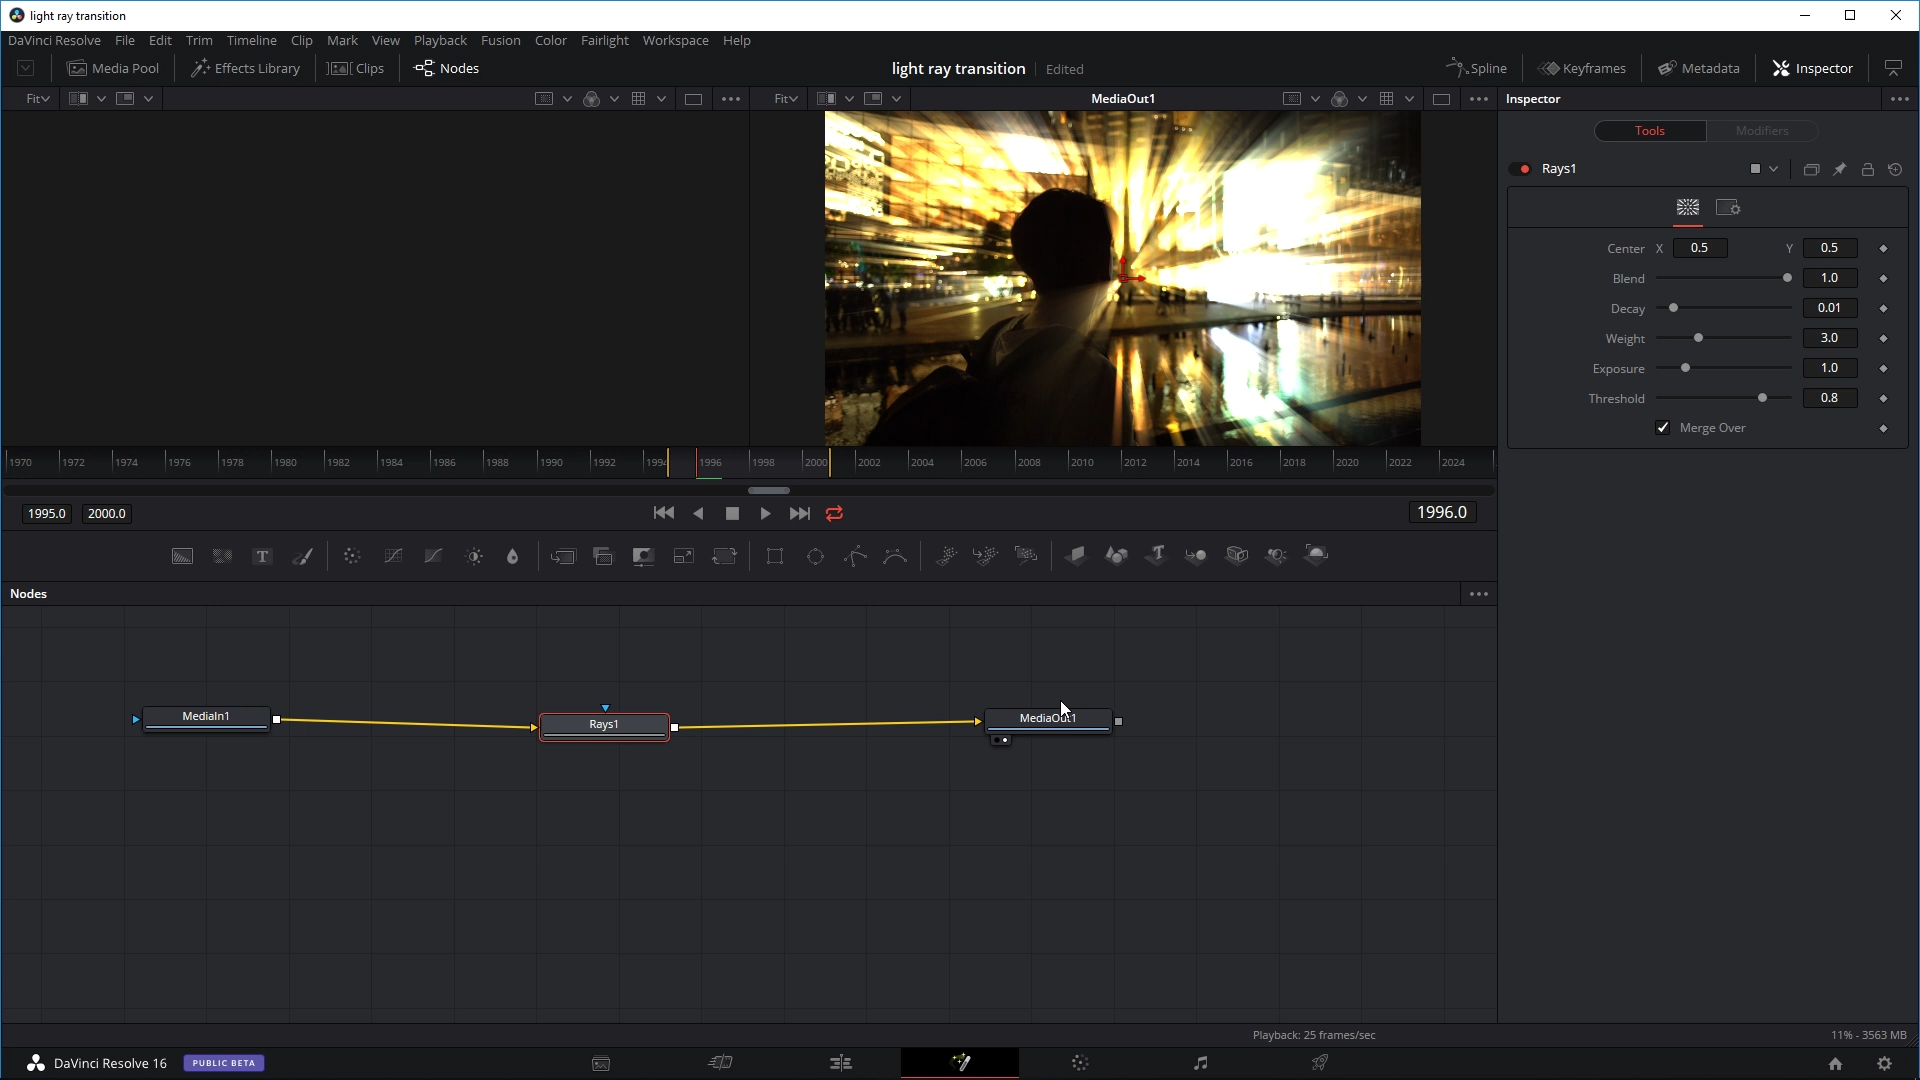 light ray transition
DaVinci Resolve File Edit Trim Timeline Clip Mark View Playback Fusion Color Fairlight Workspace Help
Media Pool Effects Library Clips Nodes light ray transition Edited Spline Keyframes Metadata Inspector
Fit Fit MediaOut1 Inspector
Tools Modifiers
Rays1
Center X 0.5 Y 0.5
Blend 1.0
Decay 0.01
Weight 3.0
Exposure 1.0
Threshold 0.8
Merge Over
1970 1972 1974 1976 1978 1980 1982 1984 1986 1988 1990 1992 1994 1996 1998 2000 2002 2004 2006 2008 2010 2012 2014 2016 2018 2020 2022 2024
1995.0 2000.0 1996.0
Nodes
MediaIn1 Rays1 MediaOut1
Playback: 25 frames/sec 11% - 3563 MB
DaVinci Resolve 16 PUBLIC BETA